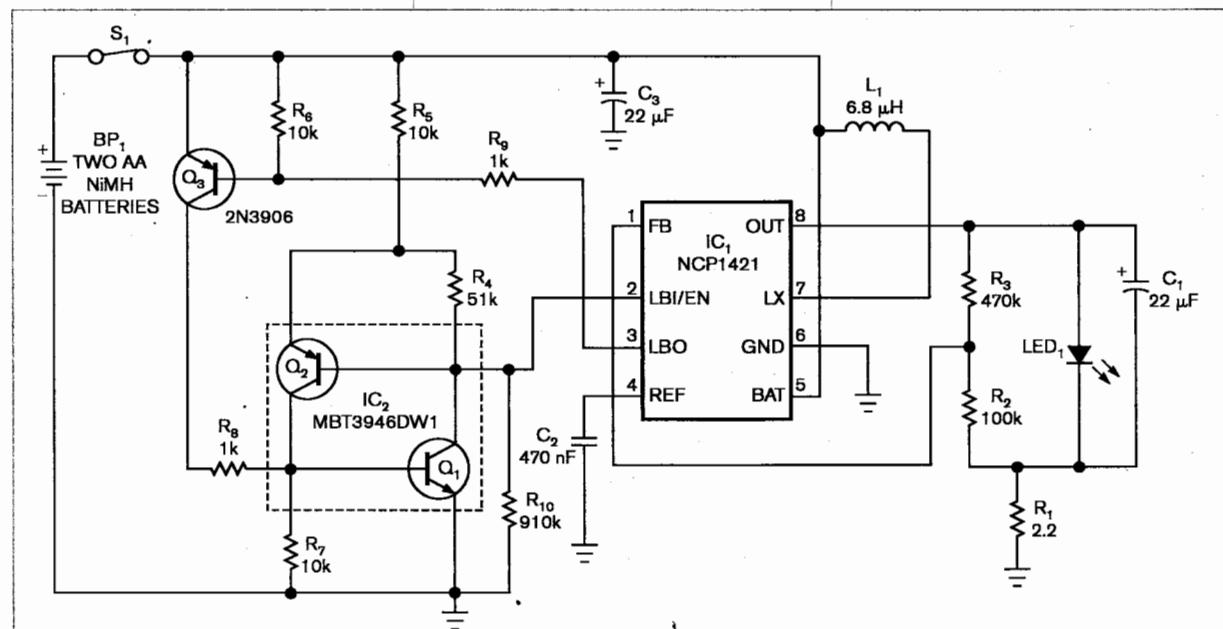 S₁
BP₁
TWO AA
NiMH
BATTERIES
+
−
R₆
10k
R₅
10k
Q₃
2N3906
R₉
1k
+
C₃
22 µF
L₁
6.8 µH
R₄
51k
1
FB
OUT
8
IC₁
NCP1421
2
LBI/EN
LX
7
3
LBO
GND
6
4
REF
BAT
5
R₃
470k
R₂
100k
LED₁
+
C₁
22 µF
Q₂
IC₂
MBT3946DW1
R₈
1k
Q₁
C₂
470 nF
R₁₀
910k
R₇
10k
R₁
2.2